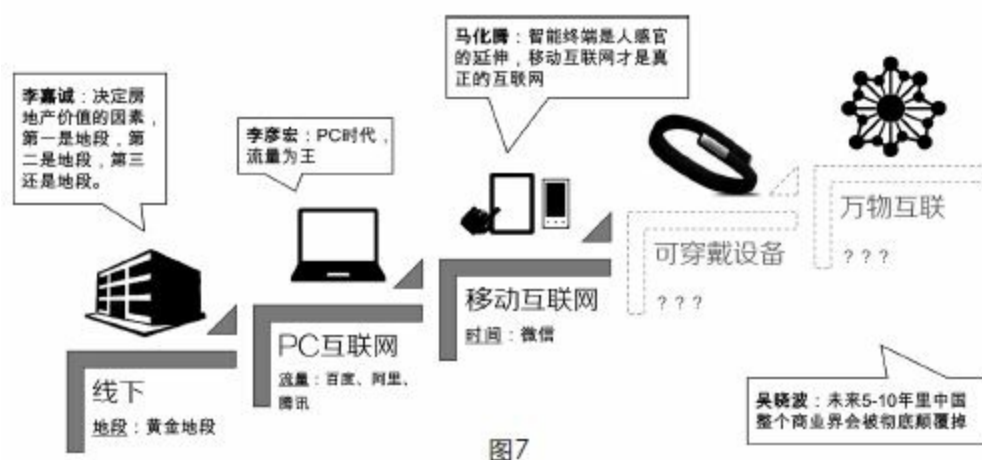 马化腾：智能终端是人感官
的延伸，移动互联网才是真
正的互联网
李嘉诚：决定房
地产价值的因素，
第一是地段，第
二是地段，第三
还是地段。
李彦宏：PC时代，
流量为王
万物互联
？？？
可穿戴设备
？？？
移动互联网
时间：微信
PC互联网
流量：百度、阿里、
腾讯
线下
地段：黄金地段
吴晓波：未来5-10年里中国
整个商业界会被彻底颠覆掉
图7